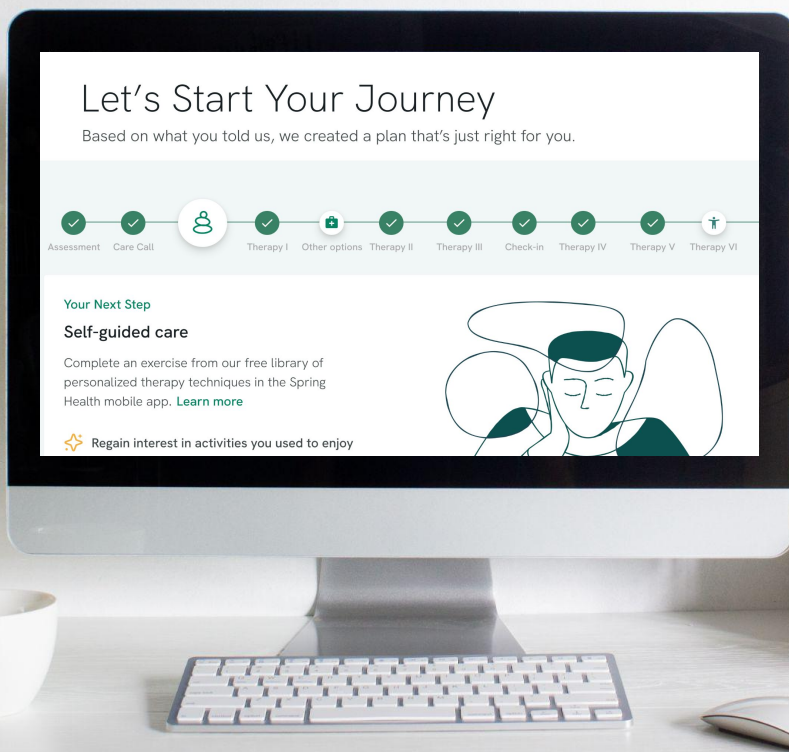 Let’s Start Your Journey
Based on what you told us, we created a plan that’s just right for you.
Assessment Care Call Therapy I Other options Therapy II Therapy III Check-in Therapy IV Therapy V Therapy VI
Your Next Step
Self-guided care
Complete an exercise from our free library of
personalized therapy techniques in the Spring
Health mobile app. Learn more
Regain interest in activities you used to enjoy